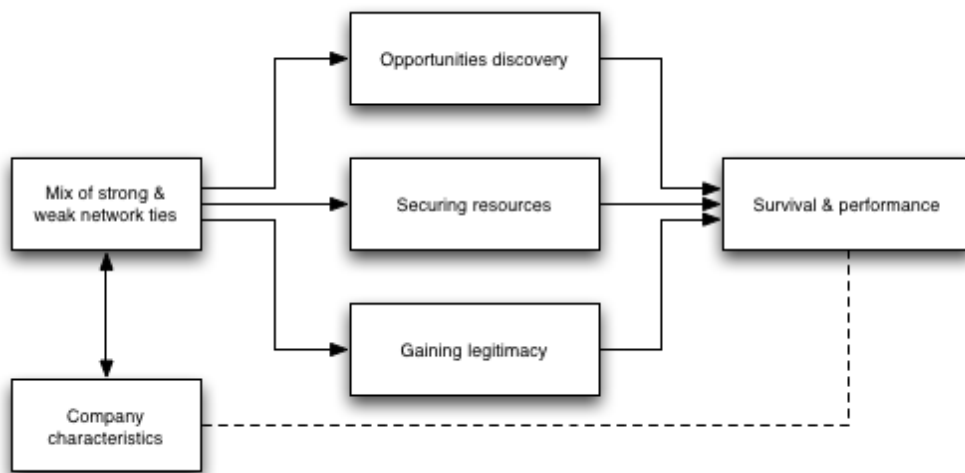 Opportunities discovery
Mix of strong &
weak network ties
Securing resources
Survival & performance
Gaining legitimacy
Company
characteristics